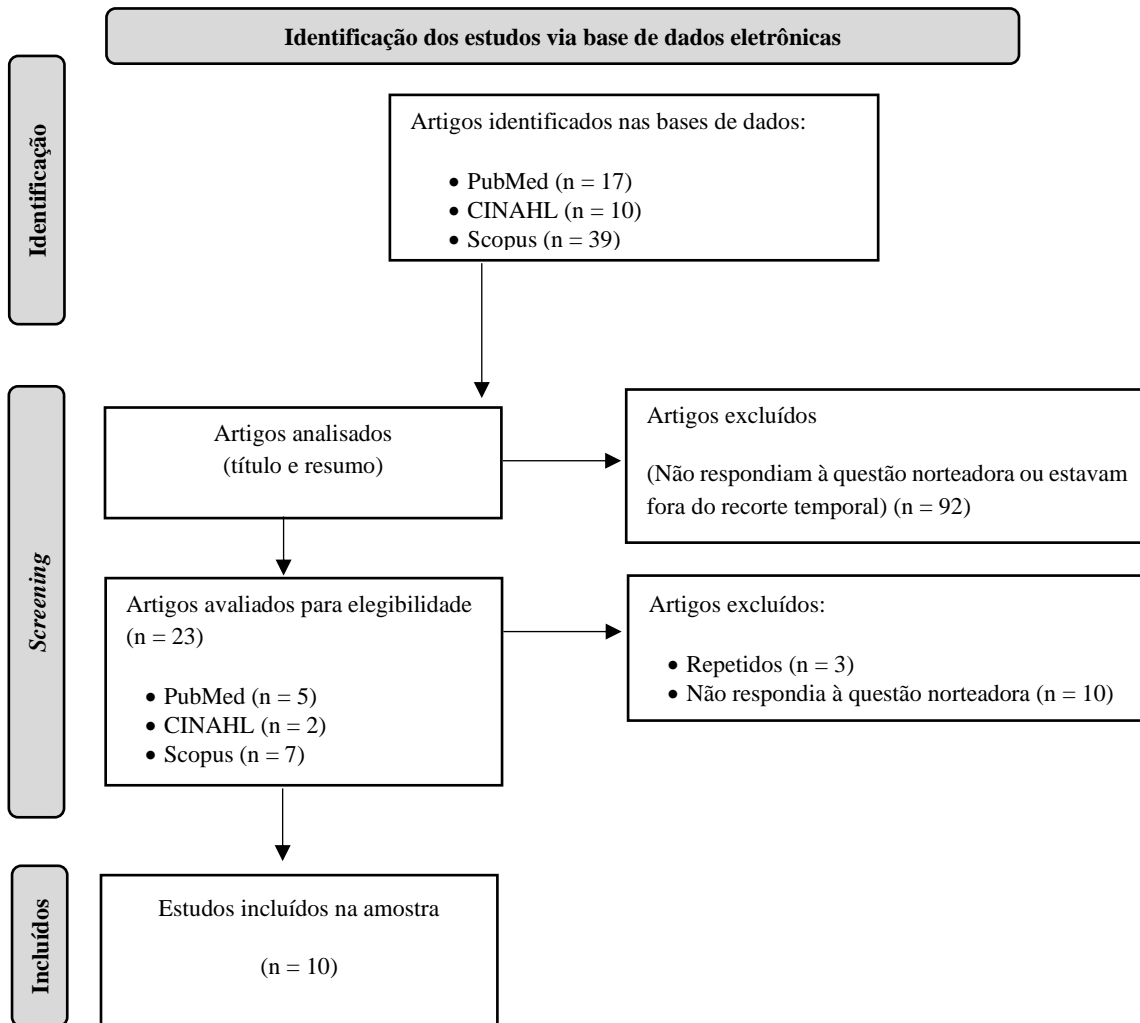 Identificação dos estudos via base de dados eletrônicas
Identificação
Artigos identificados nas bases de dados:
• PubMed (n = 17)
• CINAHL (n = 10)
• Scopus (n = 39)
Screening
Artigos analisados
(título e resumo)
Artigos excluídos
(Não respondiam à questão norteadora ou estavam
fora do recorte temporal) (n = 92)
Artigos avaliados para elegibilidade
(n = 23)
• PubMed (n = 5)
• CINAHL (n = 2)
• Scopus (n = 7)
Artigos excluídos:
• Repetidos (n = 3)
• Não respondia à questão norteadora (n = 10)
Incluídos
Estudos incluídos na amostra
(n = 10)